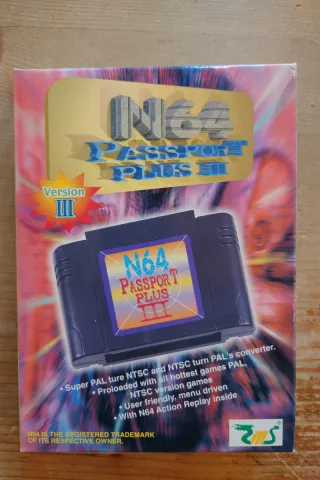 N64
PASSPORT
PLUS III
Version
III
N64
PASSPORT
PLUS
III
• Super PAL ture NTSC and NTSC turn PAL's converter.
• Proloaded with all hottest games PAL,
NTSC version games
• User friendly, menu driven
• With N64 Action Replay inside
N64 IS THE REGISTERED TRADEMARK
OF ITS RESPECTIVE OWNER.